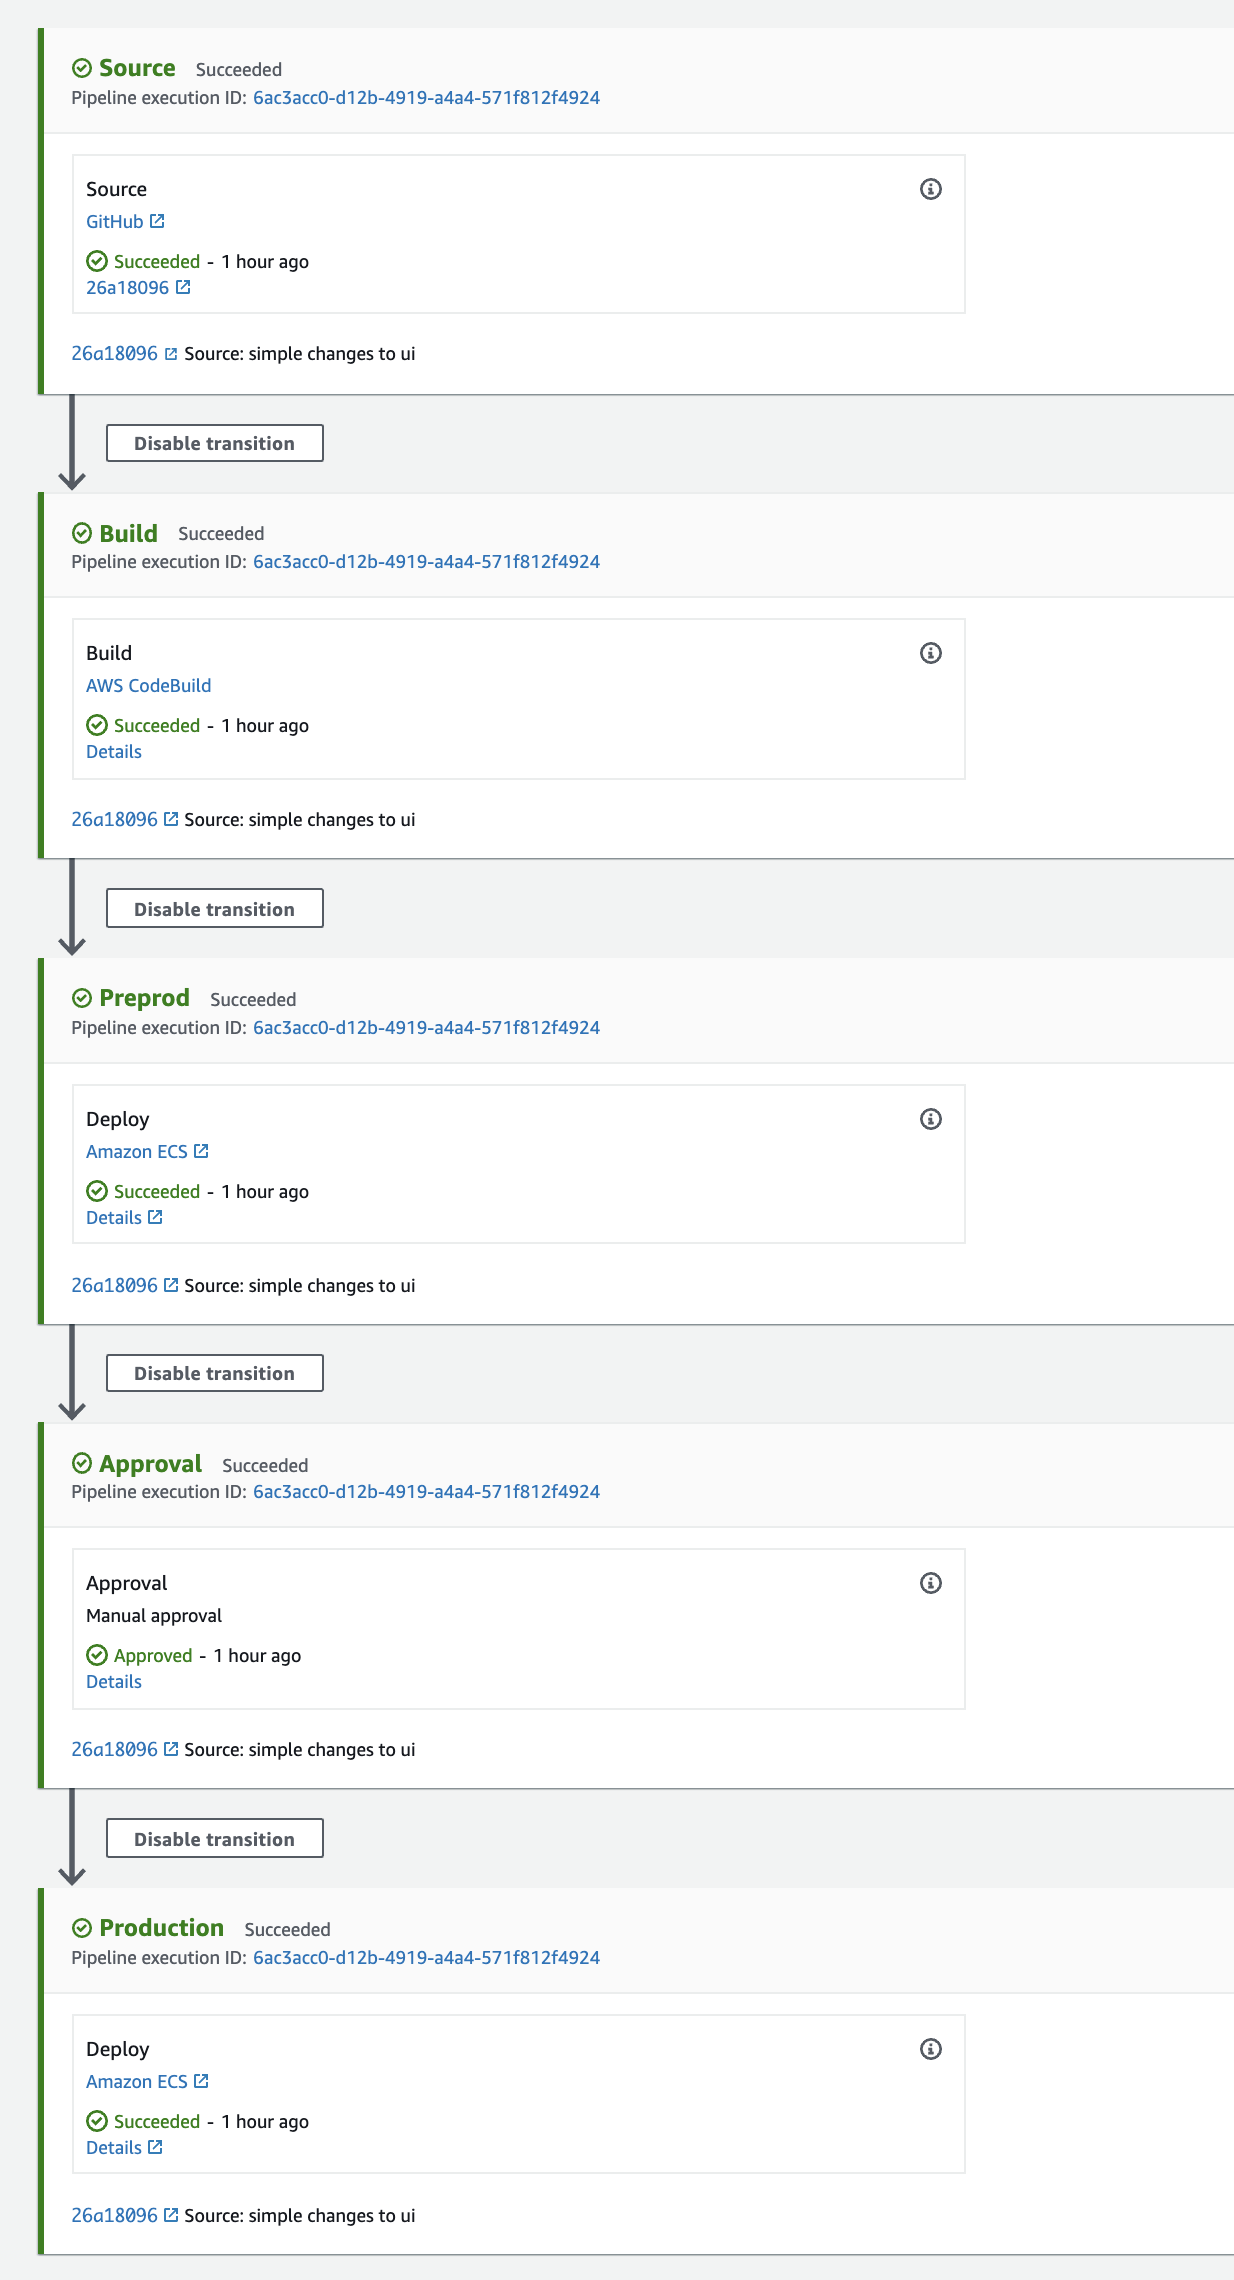 Source Succeeded
Pipeline execution ID: 6ac3acc0-d12b-4919-a4a4-571f812f4924
Source
GitHub
Succeeded - 1 hour ago
26a18096
26a18096 Source: simple changes to ui
Disable transition
Build Succeeded
Pipeline execution ID: 6ac3acc0-d12b-4919-a4a4-571f812f4924
Build
AWS CodeBuild
Succeeded - 1 hour ago
Details
26a18096 Source: simple changes to ui
Disable transition
Preprod Succeeded
Pipeline execution ID: 6ac3acc0-d12b-4919-a4a4-571f812f4924
Deploy
Amazon ECS
Succeeded - 1 hour ago
Details
26a18096 Source: simple changes to ui
Disable transition
Approval Succeeded
Pipeline execution ID: 6ac3acc0-d12b-4919-a4a4-571f812f4924
Approval
Manual approval
Approved - 1 hour ago
Details
26a18096 Source: simple changes to ui
Disable transition
Production Succeeded
Pipeline execution ID: 6ac3acc0-d12b-4919-a4a4-571f812f4924
Deploy
Amazon ECS
Succeeded - 1 hour ago
Details
26a18096 Source: simple changes to ui